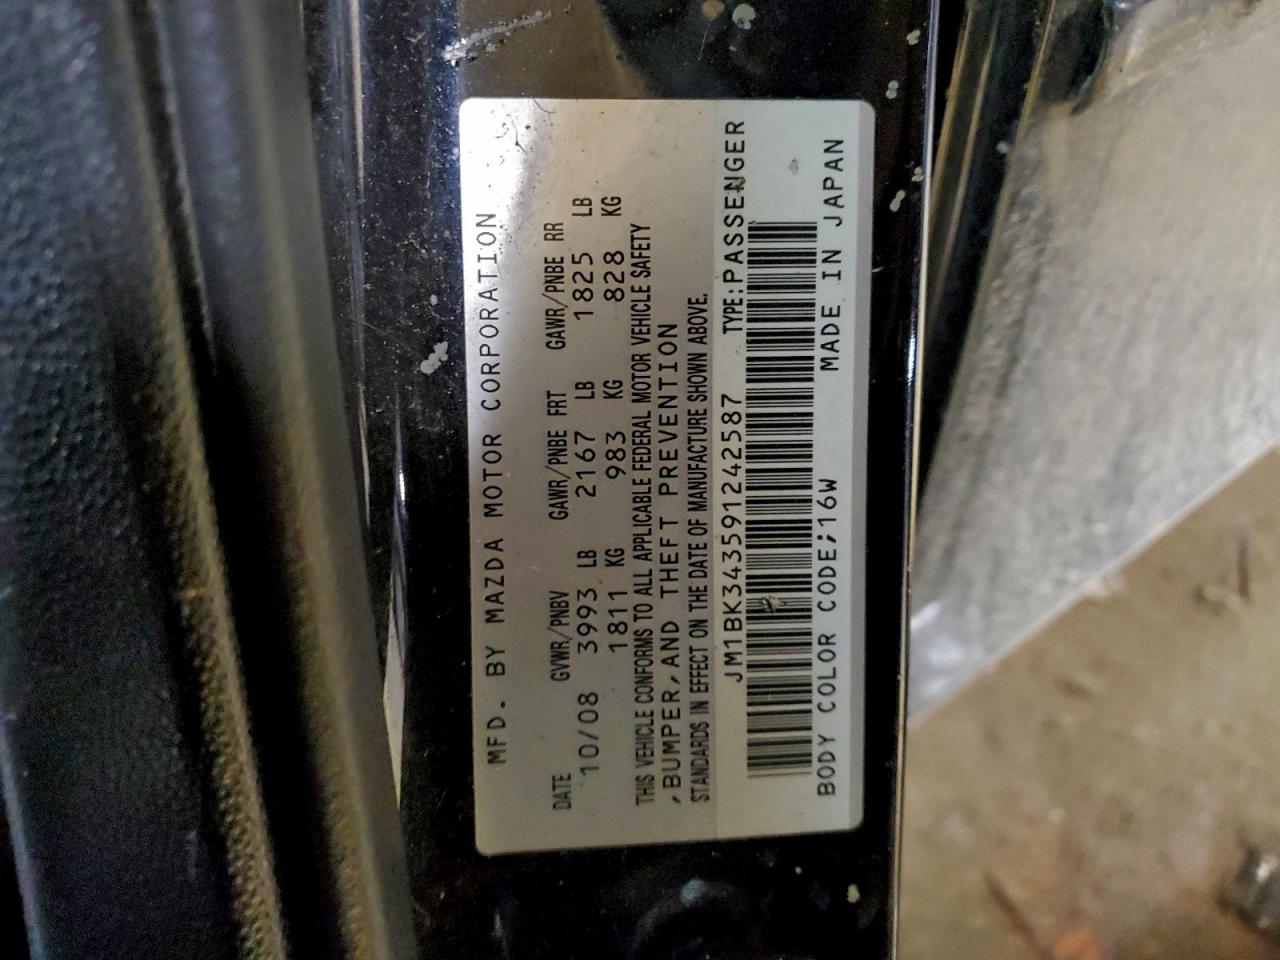 MFD. BY MAZDA MOTOR CORPORATION
DATE GVWR/PNBV GAWR/PNBE FRT GAWR/PNBE RR
10/08 3993 LB 2167 LB 1825 LB
1811 KG 983 KG 828 KG
THIS VEHICLE CONFORMS TO ALL APPLICABLE FEDERAL MOTOR VEHICLE SAFETY
,BUMPER,AND THEFT PREVENTION
STANDARDS IN EFFECT ON THE DATE OF MANUFACTURE SHOWN ABOVE.
JM1BK343591242587 TYPE:PASSENGER
BODY COLOR CODE;16W MADE IN JAPAN